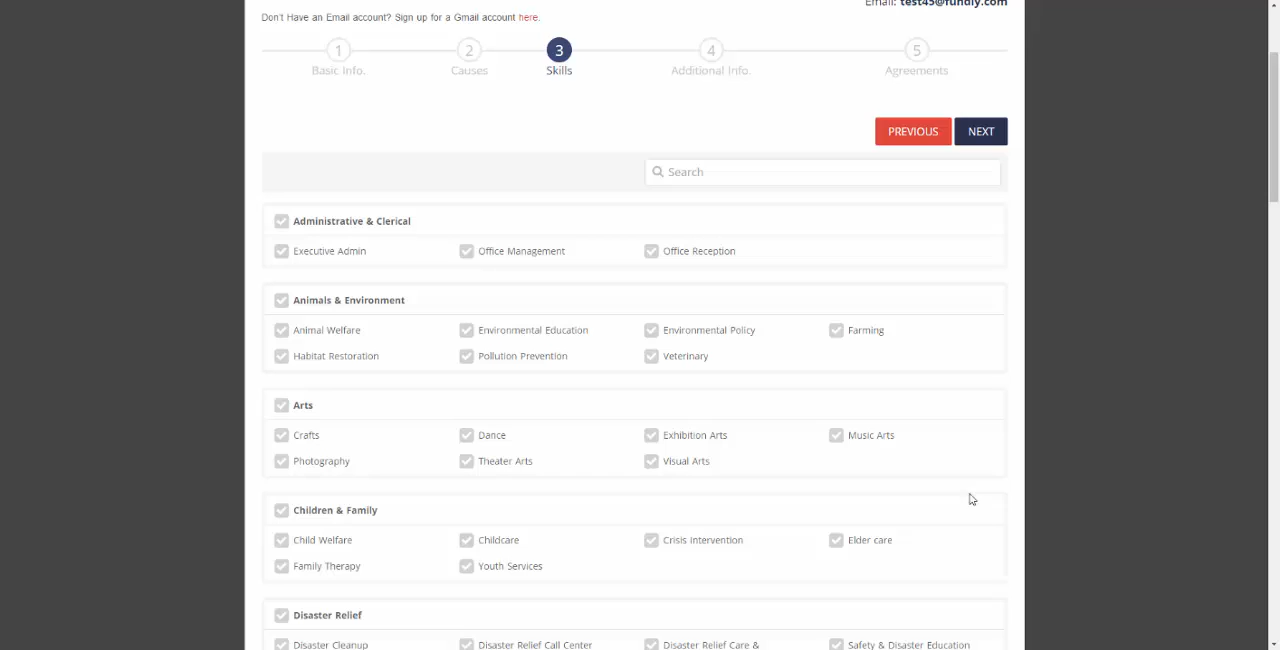 Email: test45@fundly.com
Don't Have an Email account? Sign up for a Gmail account here.
1 2 3 4 5
Basic Info. Causes Skills Additional Info. Agreements
PREVIOUS NEXT
Search
Administrative & Clerical
Executive Admin Office Management Office Reception
Animals & Environment
Animal Welfare Environmental Education Environmental Policy Farming
Habitat Restoration Pollution Prevention Veterinary
Arts
Crafts Dance Exhibition Arts Music Arts
Photography Theater Arts Visual Arts
Children & Family
Child Welfare Childcare Crisis intervention Elder care
Family Therapy Youth Services
Disaster Relief
Disaster Cleanup Disaster Relief Call Center Disaster Relief Care & Safety & Disaster Education